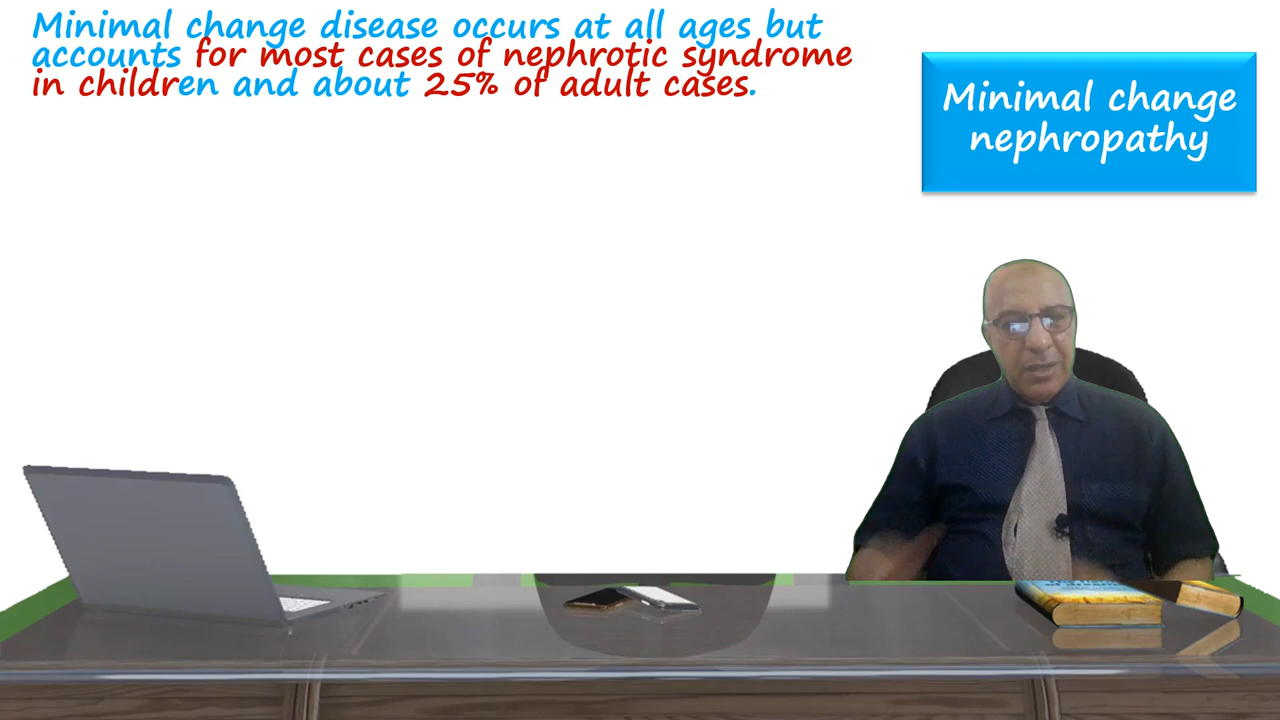 Minimal change disease occurs at all ages but
accounts for most cases of nephrotic syndrome
in children and about 25% of adult cases.
Minimal change
nephropathy